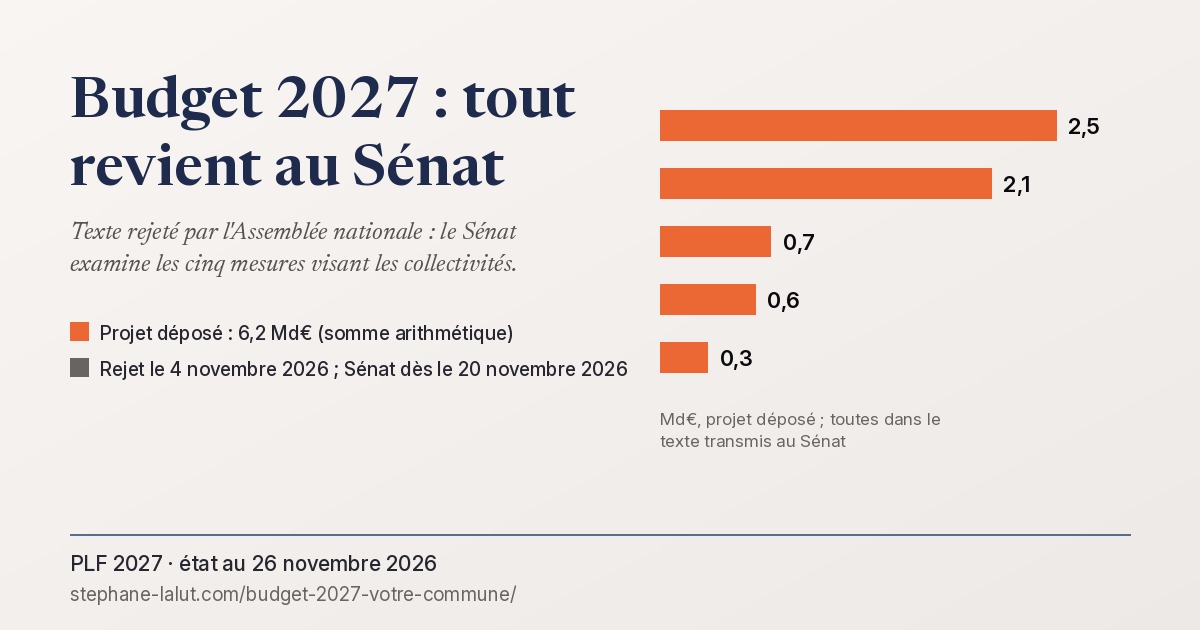 Budget 2027 : tout
revient au Sénat
Texte rejeté par l'Assemblée nationale : le Sénat
examine les cinq mesures visant les collectivités.
Projet déposé : 6,2 Md€ (somme arithmétique)
Rejet le 4 novembre 2026 ; Sénat dès le 20 novembre 2026
2,5
2,1
0,7
0,6
0,3
Md€, projet déposé ; toutes dans le
texte transmis au Sénat
PLF 2027 · état au 26 novembre 2026
stephane-lalut.com/budget-2027-votre-commune/